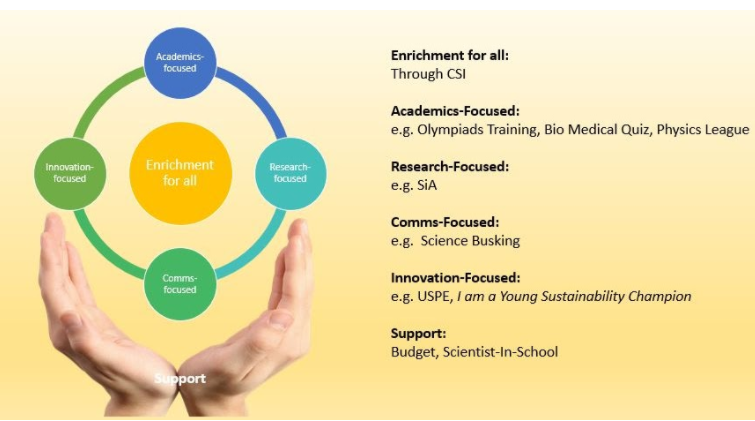 Academics-
focused
Innovation-
focused
Enrichment
for all
Research-
focused
Comms-
focused
Support
Enrichment for all:
Through CSI
Academics-Focused:
e.g. Olympiads Training, Bio Medical Quiz, Physics League
Research-Focused:
e.g. SiA
Comms-Focused:
e.g.  Science Busking
Innovation-Focused:
e.g. USPE, I am a Young Sustainability Champion
Support:
Budget, Scientist-In-School